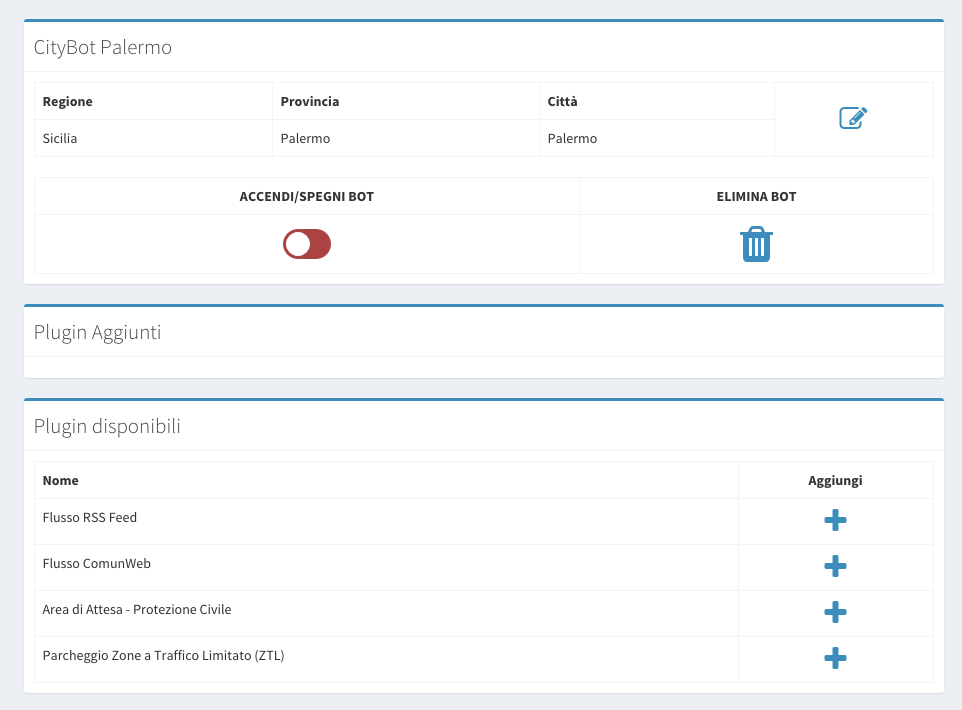 CityBot Palermo
Regione Provincia Città
Sicilia Palermo Palermo
ACCENDI/SPEGNI BOT ELIMINA BOT
Plugin Aggiunti
Plugin disponibili
Nome Aggiungi
Flusso RSS Feed
Flusso ComunWeb
Area di Attesa - Protezione Civile
Parcheggio Zone a Traffico Limitato (ZTL)